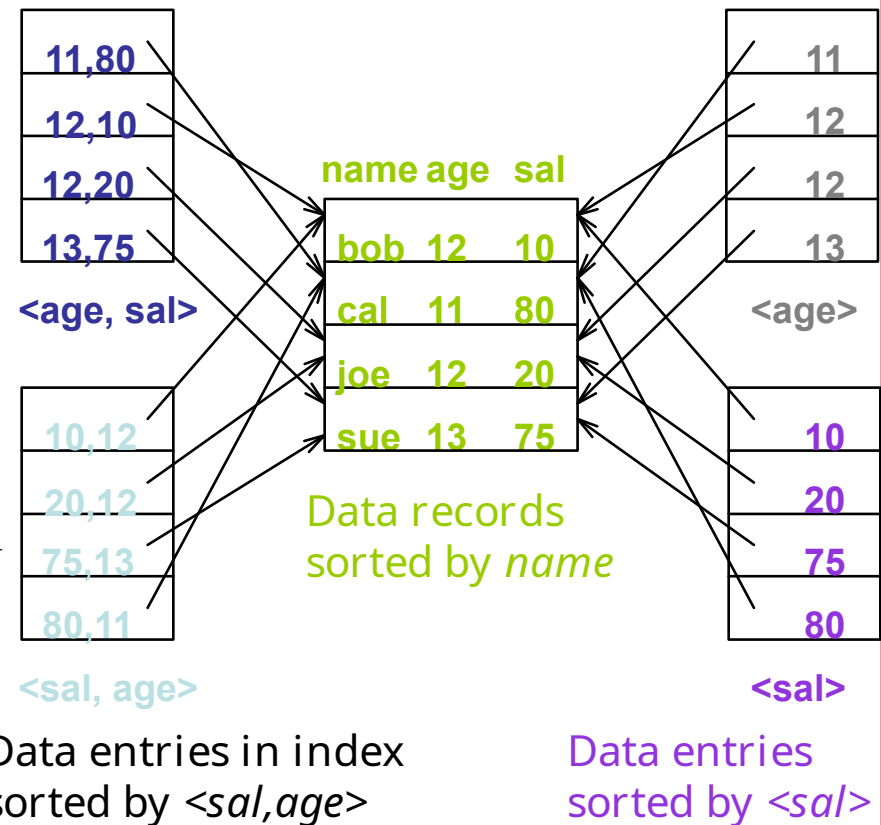 11,80
12,10
12,20
13,75
<age, sal>
name age sal
bob 12 10
cal 11 80
joe 12 20
sue 13 75
Data records
sorted by name
11
12
12
13
<age>
10,12
20,12
75,13
80,11
<sal, age>
Data entries in index
sorted by <sal,age>
10
20
75
80
<sal>
Data entries
sorted by <sal>